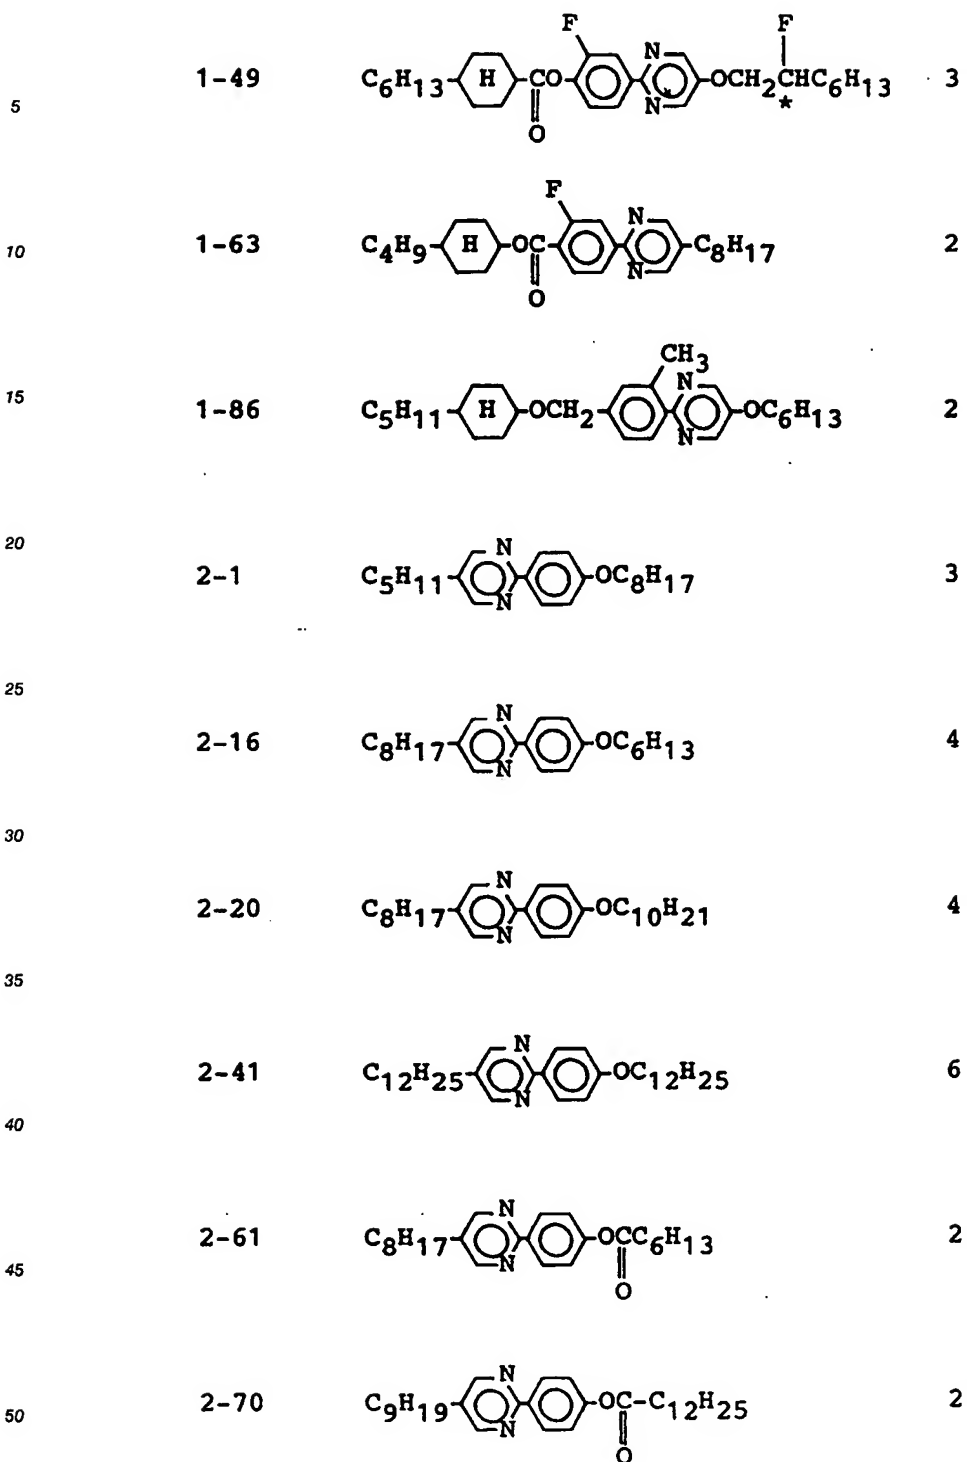 1-49 C6H13 H CO O F N N OCH2CHC6H13 F * 3
5
1-63 C4H9 H OC O F N N C8H17 2
10
1-86 C5H11 H OCH2 CH3 N N OC6H13 2
15
20
2-1 C5H11 N N OC8H17 3
25
2-16 C8H17 N N OC6H13 4
30
2-20 C8H17 N N OC10H21 4
35
2-41 C12H25 N N OC12H25 6
40
2-61 C8H17 N N OCC6H13 O 2
45
2-70 C9H19 N N OC-C12H25 O 2
50